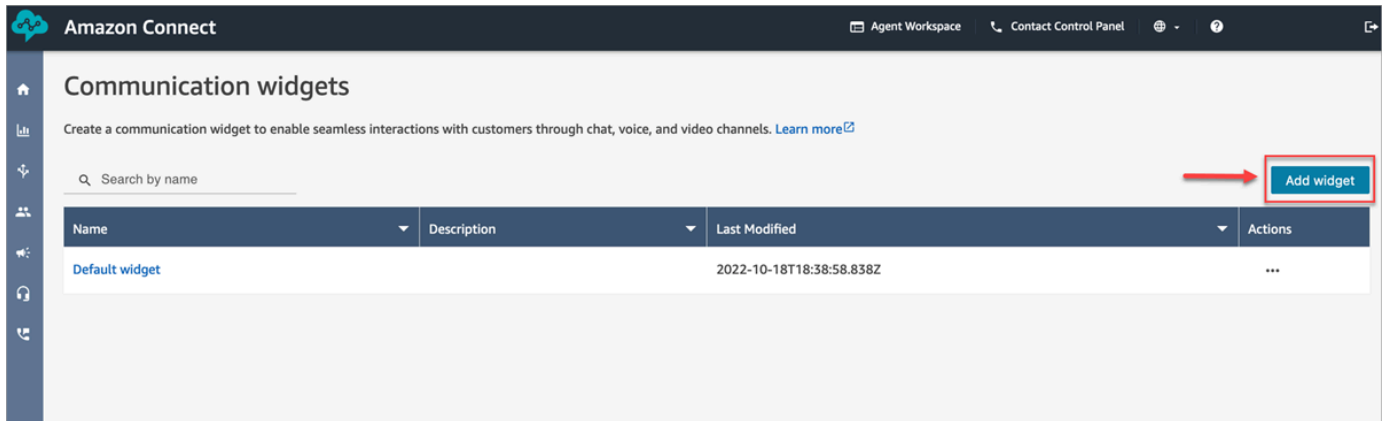 Amazon Connect
Agent Workspace
Contact Control Panel
Communication widgets
Create a communication widget to enable seamless interactions with customers through chat, voice, and video channels. Learn more
Search by name
Add widget
Name
Description
Last Modified
Actions
Default widget
2022-10-18T18:38:58.838Z
...